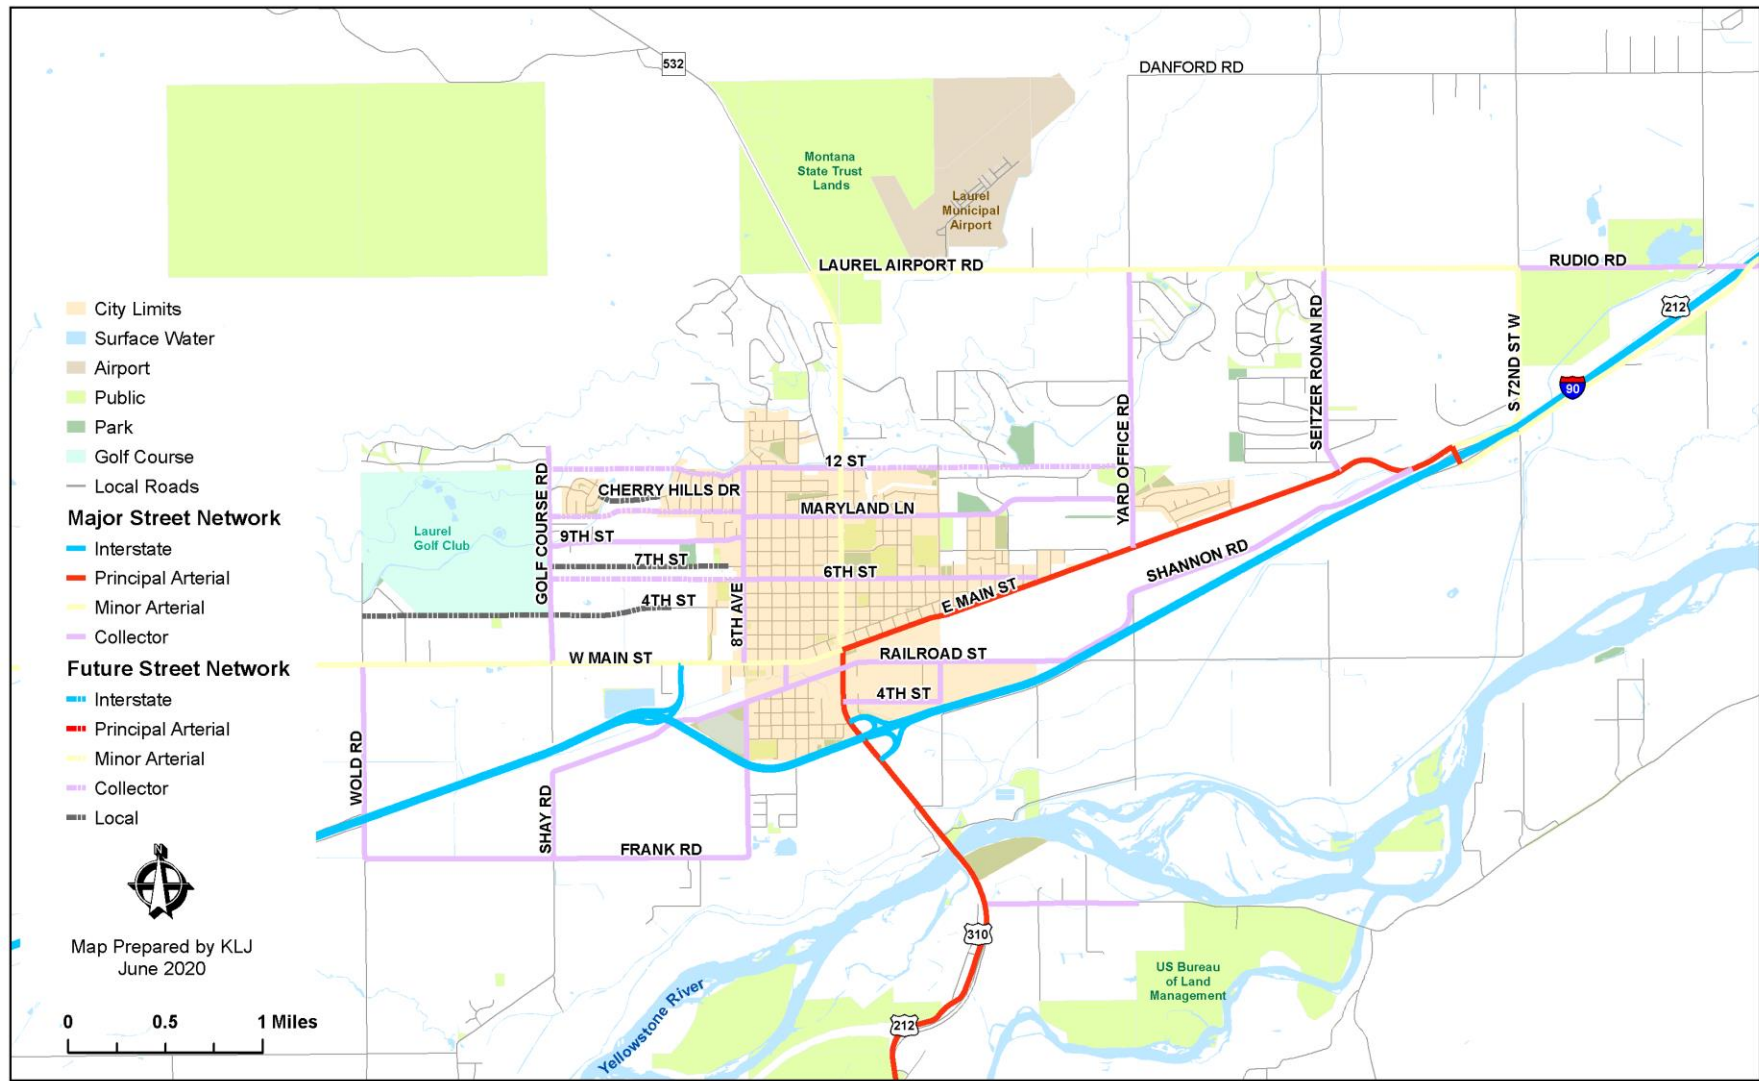 532
DANFORD RD
Montana
State Trust
Lands
Laurel
Municipal
Airport
LAUREL AIRPORT RD
RUDIO RD
212
90
S 72ND ST W
SEITZER RONAN RD
YARD OFFICE RD
12 ST
CHERRY HILLS DR
MARYLAND LN
GOLF COURSE RD
Laurel
Golf Club
9TH ST
7TH ST
6TH ST
4TH ST
8TH AVE
E MAIN ST
SHANNON RD
W MAIN ST
RAILROAD ST
4TH ST
WOLD RD
SHAY RD
FRANK RD
310
US Bureau
of Land
Management
Yellowstone River
212
City Limits
Surface Water
Airport
Public
Park
Golf Course
Local Roads
Major Street Network
Interstate
Principal Arterial
Minor Arterial
Collector
Future Street Network
Interstate
Principal Arterial
Minor Arterial
Collector
Local
N
Map Prepared by KLJ
June 2020
0 0.5 1 Miles